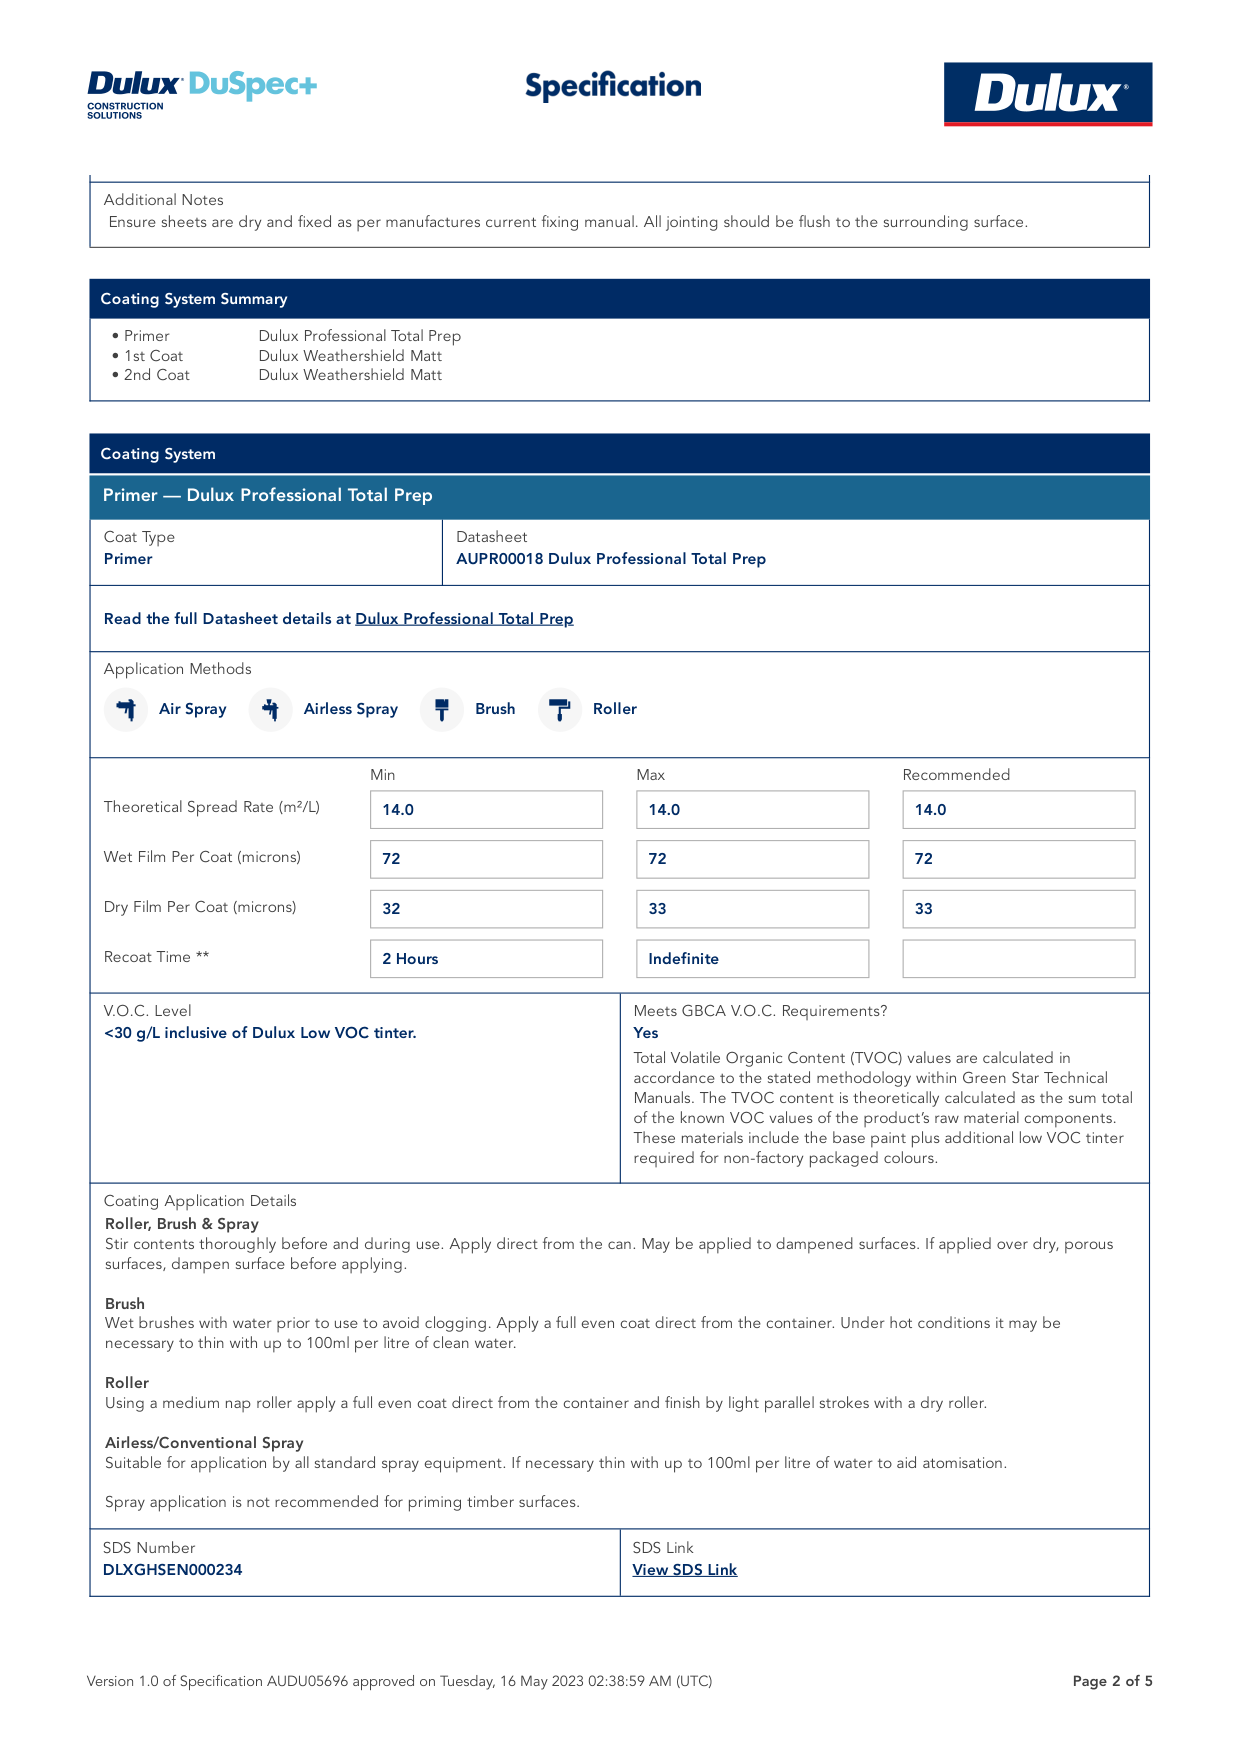 Dulux DuSpec+
CONSTRUCTION
SOLUTIONS
Specification
Dulux®
Additional Notes
Ensure sheets are dry and fixed as per manufactures current fixing manual. All jointing should be flush to the surrounding surface.
Coating System Summary
• Primer Dulux Professional Total Prep
• 1st Coat Dulux Weathershield Matt
• 2nd Coat Dulux Weathershield Matt
Coating System
Primer — Dulux Professional Total Prep
Coat Type Datasheet
Primer AUPR00018 Dulux Professional Total Prep
Read the full Datasheet details at Dulux Professional Total Prep
Application Methods
Air Spray Airless Spray Brush Roller
Min Max Recommended
Theoretical Spread Rate (m²/L) 14.0 14.0 14.0
Wet Film Per Coat (microns) 72 72 72
Dry Film Per Coat (microns) 32 33 33
Recoat Time ** 2 Hours Indefinite
V.O.C. Level
<30 g/L inclusive of Dulux Low VOC tinter.
Meets GBCA V.O.C. Requirements?
Yes
Total Volatile Organic Content (TVOC) values are calculated in
accordance to the stated methodology within Green Star Technical
Manuals. The TVOC content is theoretically calculated as the sum total
of the known VOC values of the product's raw material components.
These materials include the base paint plus additional low VOC tinter
required for non-factory packaged colours.
Coating Application Details
Roller, Brush & Spray
Stir contents thoroughly before and during use. Apply direct from the can. May be applied to dampened surfaces. If applied over dry, porous
surfaces, dampen surface before applying.
Brush
Wet brushes with water prior to use to avoid clogging. Apply a full even coat direct from the container. Under hot conditions it may be
necessary to thin with up to 100ml per litre of clean water.
Roller
Using a medium nap roller apply a full even coat direct from the container and finish by light parallel strokes with a dry roller.
Airless/Conventional Spray
Suitable for application by all standard spray equipment. If necessary thin with up to 100ml per litre of water to aid atomisation.
Spray application is not recommended for priming timber surfaces.
SDS Number SDS Link
DLXGHSEN000234 View SDS Link
Version 1.0 of Specification AUDU05696 approved on Tuesday, 16 May 2023 02:38:59 AM (UTC) Page 2 of 5